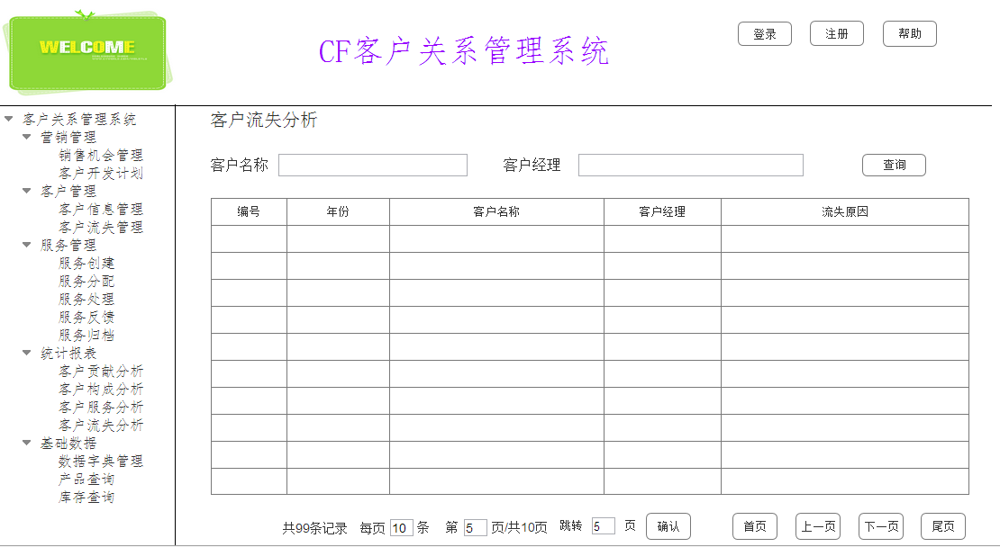 WELCOME
CF客户关系管理系统
登录 注册 帮助
客户关系管理系统
营销管理
销售机会管理
客户开发计划
客户管理
客户信息管理
客户流失管理
服务管理
服务创建
服务分配
服务处理
服务反馈
服务归档
统计报表
客户贡献分析
客户构成分析
客户服务分析
客户流失分析
基础数据
数据字典管理
产品查询
库存查询
客户流失分析
客户名称 客户经理 查询
编号 年份 客户名称 客户经理 流失原因
共99条记录 每页 10 条 第 5 页/共10页 跳转 5 页 确认 首页 上一页 下一页 尾页